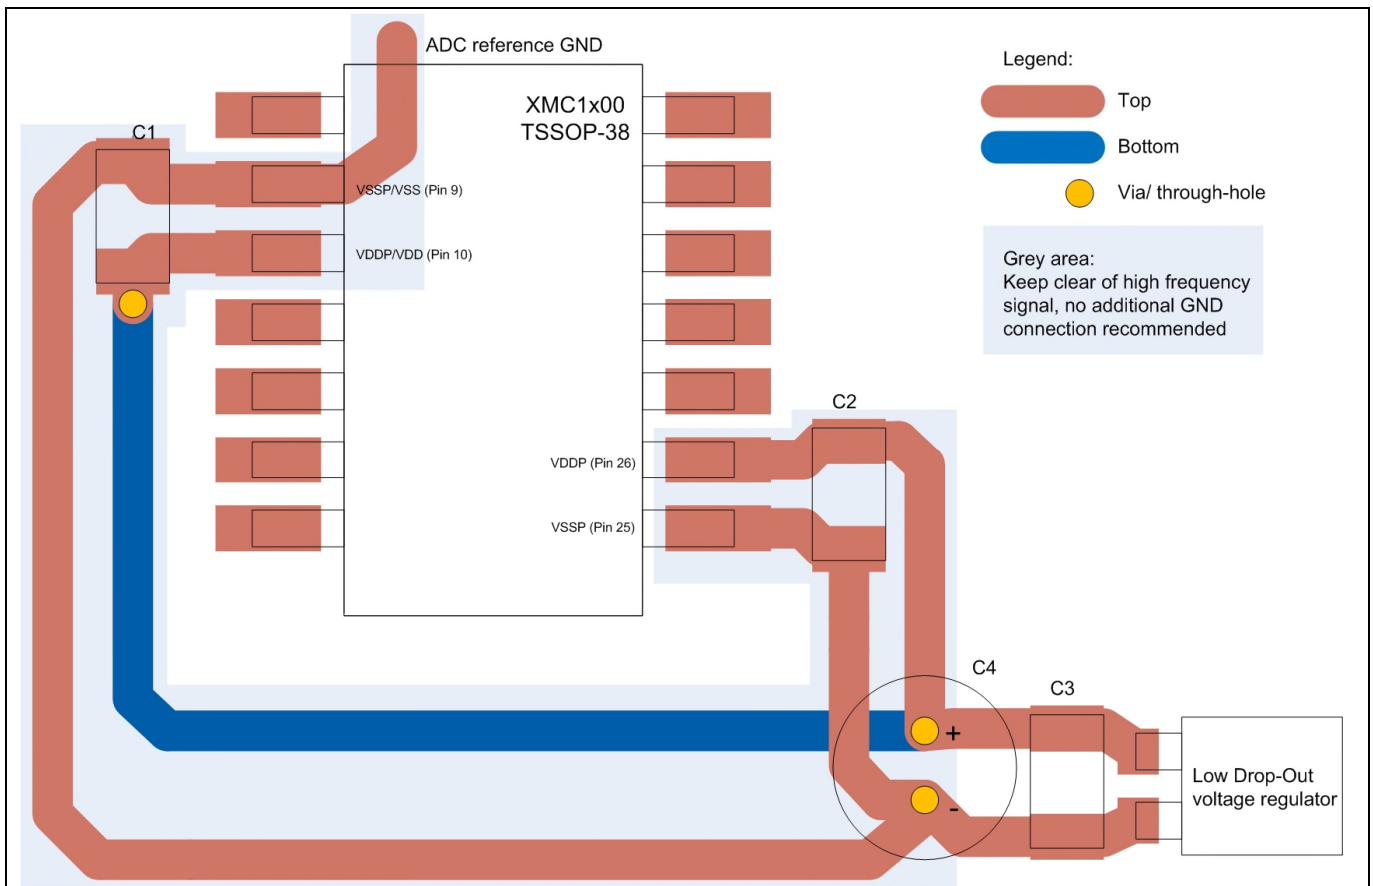 ADC reference GND
Legend:
XMC1x00
TSSOP-38
Top
C1
Bottom
VSSP/VSS (Pin 9)
Via/ through-hole
VDDP/VDD (Pin 10)
Grey area:
Keep clear of high frequency
signal, no additional GND
connection recommended
C2
VDDP (Pin 26)
VSSP (Pin 25)
C4
C3
+
Low Drop-Out
voltage regulator
-